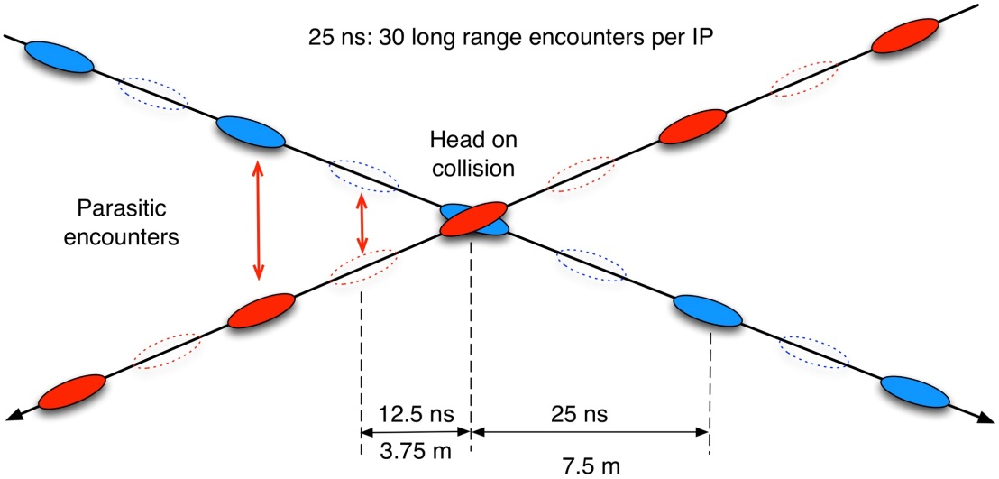 25 ns: 30 long range encounters per IP
Head on
collision
Parasitic
encounters
12.5 ns
25 ns
3.75 m
7.5 m